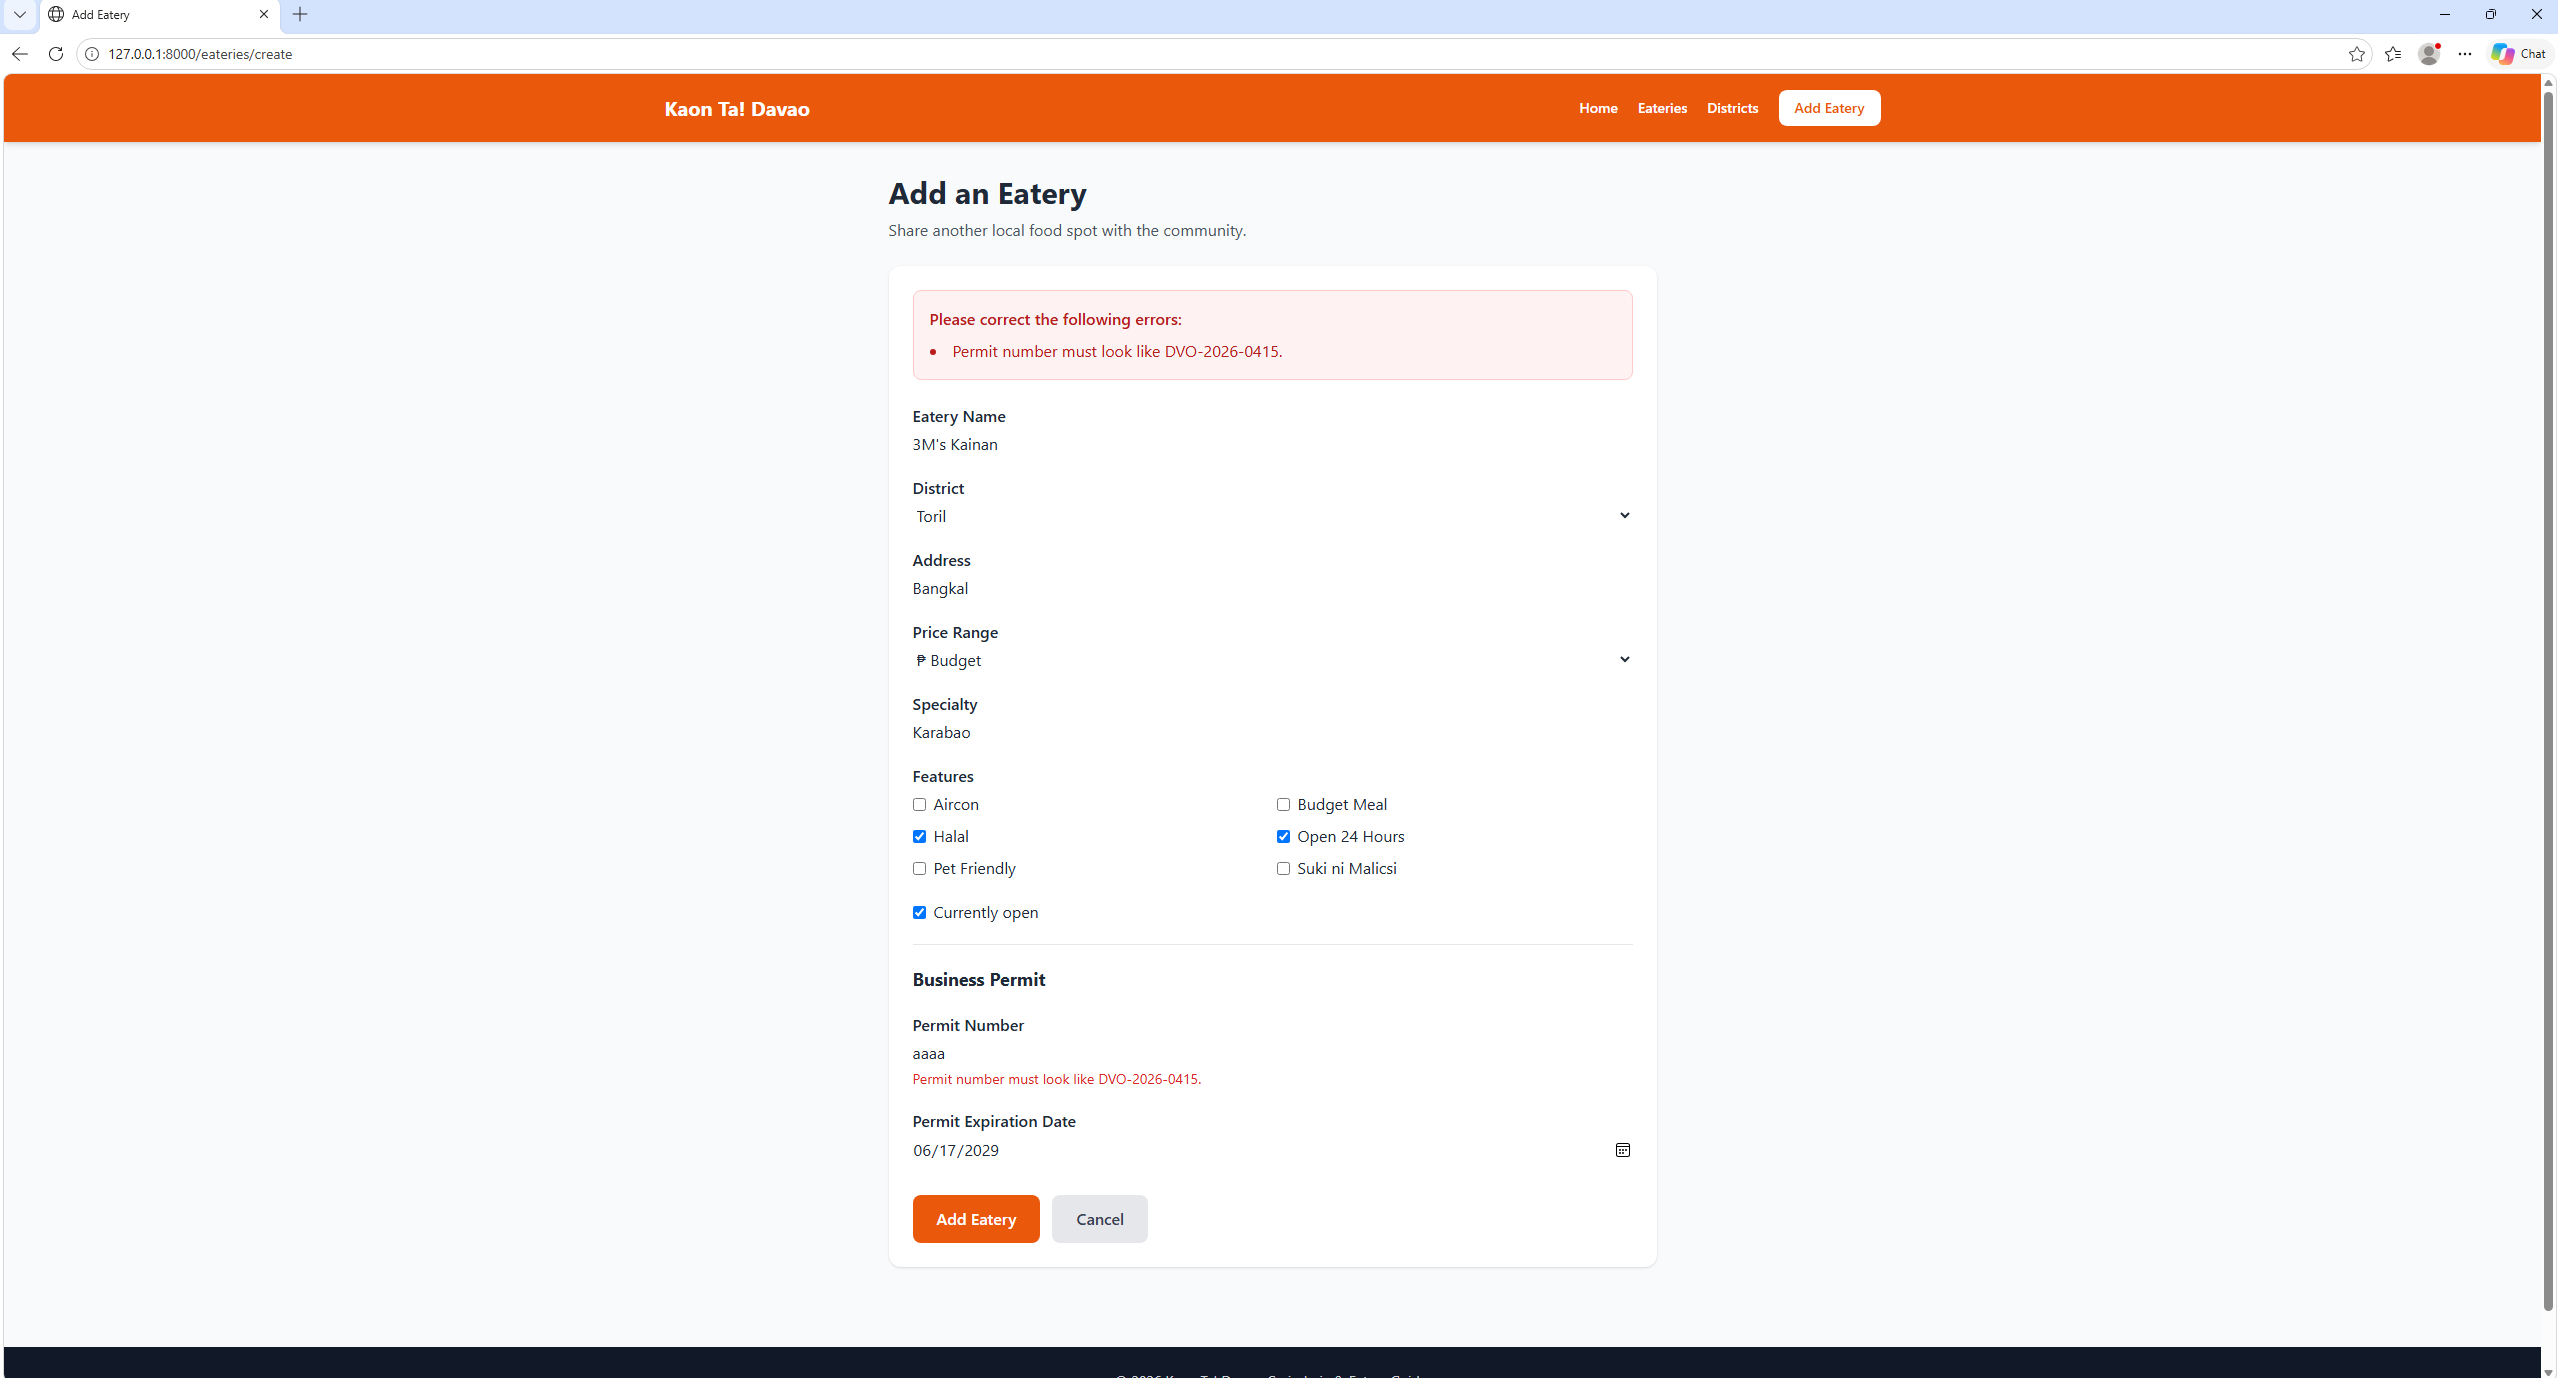 Add Eatery
127.0.0.1:8000/eateries/create
Chat
Kaon Ta! Davao
Home Eateries Districts Add Eatery
Add an Eatery
Share another local food spot with the community.
Please correct the following errors:
• Permit number must look like DVO-2026-0415.
Eatery Name
3M's Kainan
District
Toril
Address
Bangkal
Price Range
₱ Budget
Specialty
Karabao
Features
Aircon Budget Meal
Halal Open 24 Hours
Pet Friendly Suki ni Malicsi
Currently open
Business Permit
Permit Number
aaaa
Permit number must look like DVO-2026-0415.
Permit Expiration Date
06/17/2029
Add Eatery Cancel